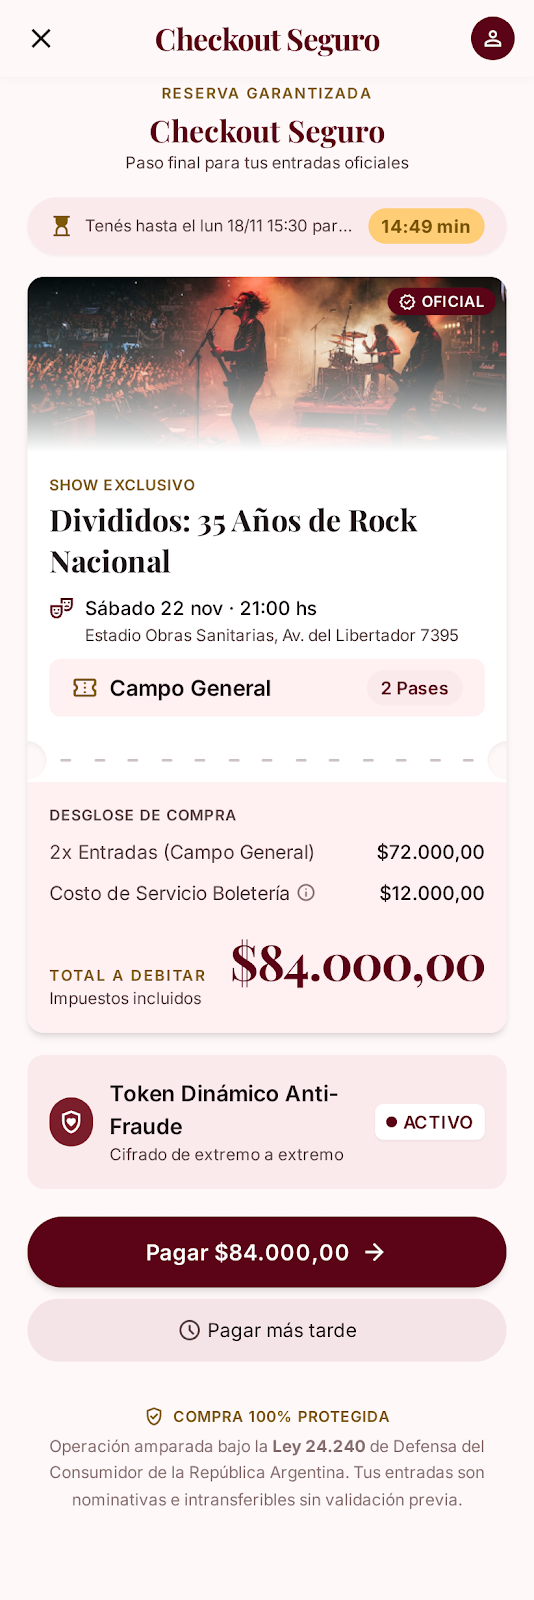 Checkout Seguro
RESERVA GARANTIZADA
Checkout Seguro
Paso final para tus entradas oficiales
Tenés hasta el lun 18/11 15:30 par...
14:49 min
OFICIAL
SHOW EXCLUSIVO
Divididos: 35 Años de Rock
Nacional
Sábado 22 nov · 21:00 hs
Estadio Obras Sanitarias, Av. del Libertador 7395
Campo General
2 Pases
DESGLOSE DE COMPRA
2x Entradas (Campo General) $72.000,00
Costo de Servicio Boletería $12.000,00
TOTAL A DEBITAR $84.000,00
Impuestos incluidos
Token Dinámico Anti-
Fraude
Cifrado de extremo a extremo
ACTIVO
Pagar $84.000,00
Pagar más tarde
COMPRA 100% PROTEGIDA
Operación amparada bajo la Ley 24.240 de Defensa del
Consumidor de la República Argentina. Tus entradas son
nominativas e intransferibles sin validación previa.